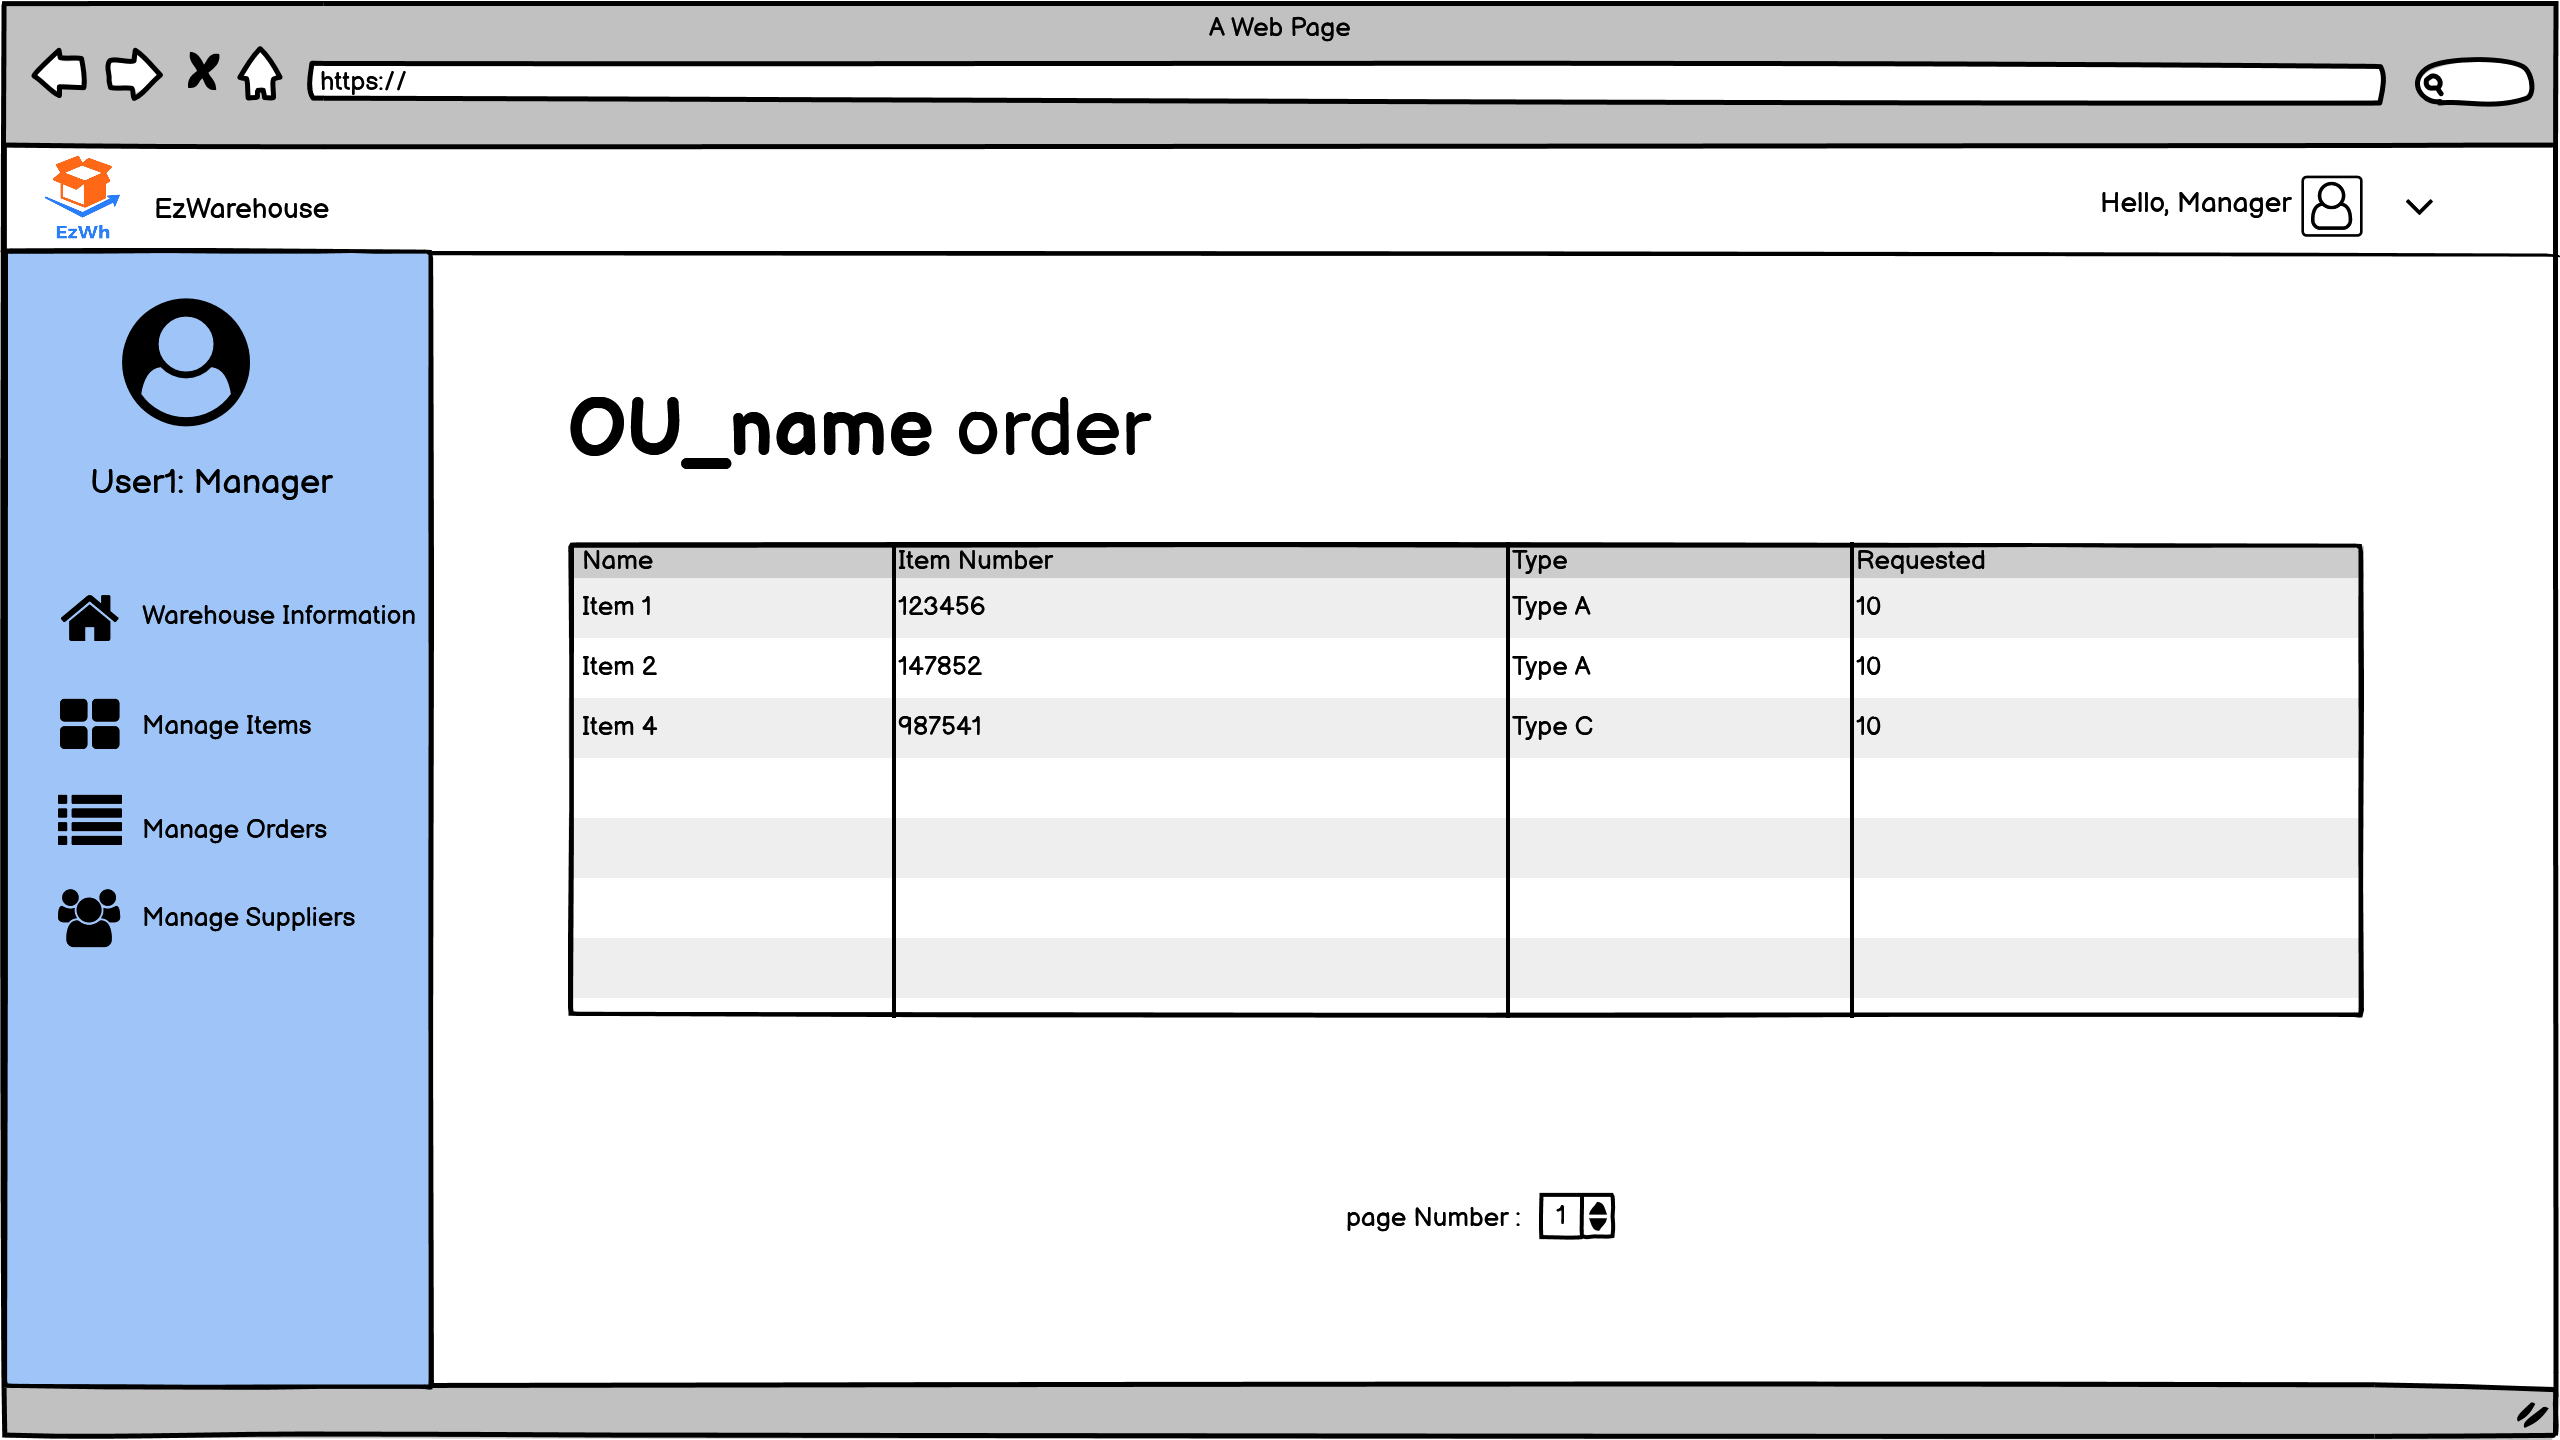 A Web Page
https://
EzWh
EzWarehouse
Hello, Manager
User1: Manager
Warehouse Information
Manage Items
Manage Orders
Manage Suppliers
OU_name order
Name Item Number Type Requested
Item 1 123456 Type A 10
Item 2 147852 Type A 10
Item 4 987541 Type C 10
page Number : 1